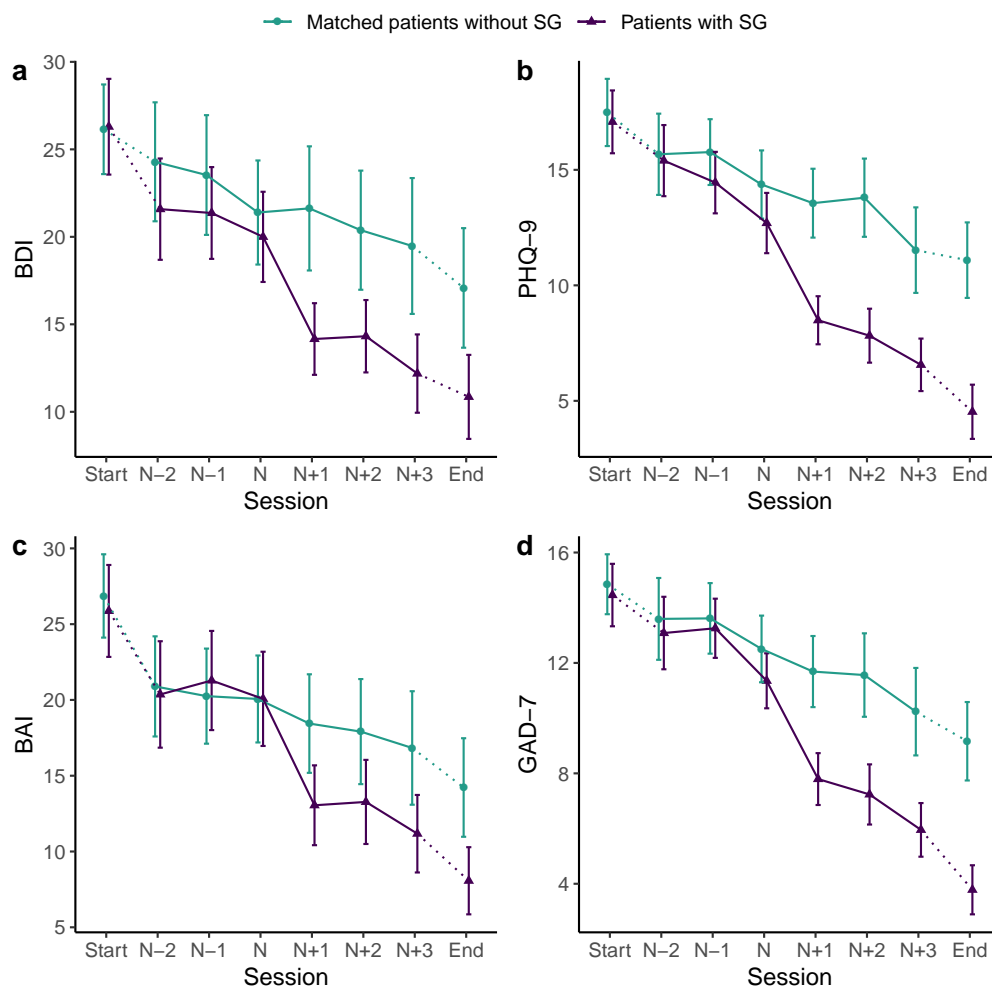 Matched patients without SG Patients with SG
a
30
25
20
15
10
BDI
Start N−2 N−1 N N+1 N+2 N+3 End
Session
b
15
10
5
PHQ−9
Start N−2 N−1 N N+1 N+2 N+3 End
Session
c
30
25
20
15
10
5
BAI
Start N−2 N−1 N N+1 N+2 N+3 End
Session
d
16
12
8
4
GAD−7
Start N−2 N−1 N N+1 N+2 N+3 End
Session